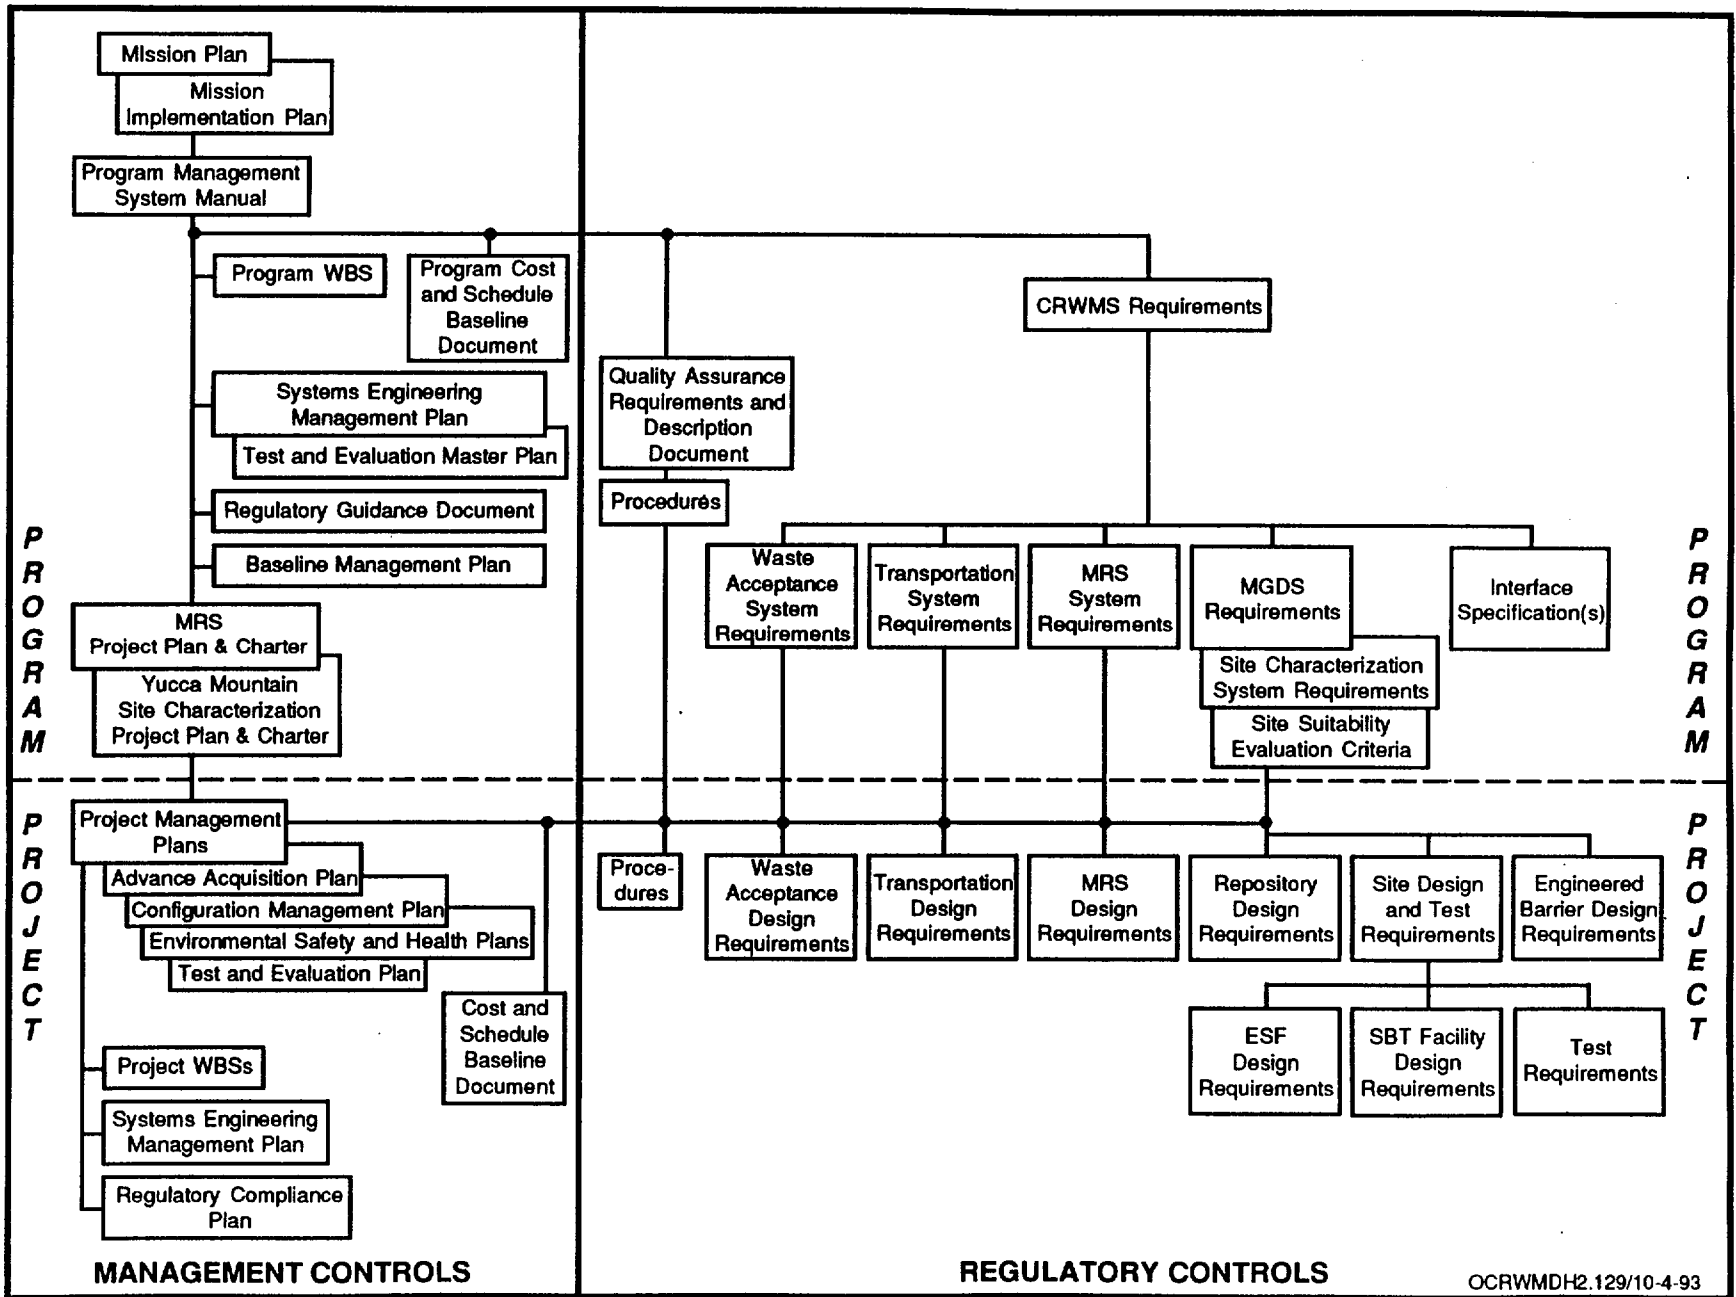 Mission Plan
Mission
Implementation Plan
Program Management
System Manual
Program WBS
Program Cost
and Schedule
Baseline
Document
CRWMS Requirements
Systems Engineering
Management Plan
Test and Evaluation Master Plan
Quality Assurance
Requirements and
Description
Document
Procedures
Regulatory Guidance Document
Baseline Management Plan
MRS
Project Plan & Charter
Yucca Mountain
Site Characterization
Project Plan & Charter
Waste
Acceptance
System
Requirements
Transportation
System
Requirements
MRS
System
Requirements
MGDS
Requirements
Site Characterization
System Requirements
Site Suitability
Evaluation Criteria
Interface
Specification(s)
PROGRAM
PROGRAM
Project Management
Plans
Advance Acquisition Plan
Configuration Management Plan
Environmental Safety and Health Plans
Test and Evaluation Plan
Cost and
Schedule
Baseline
Document
Project WBSs
Systems Engineering
Management Plan
Regulatory Compliance
Plan
Proce-
dures
Waste
Acceptance
Design
Requirements
Transportation
Design
Requirements
MRS
Design
Requirements
Repository
Design
Requirements
Site Design
and Test
Requirements
Engineered
Barrier Design
Requirements
ESF
Design
Requirements
SBT Facility
Design
Requirements
Test
Requirements
PROJECT
PROJECT
MANAGEMENT CONTROLS
REGULATORY CONTROLS
OCRWMDH2.129/10-4-93